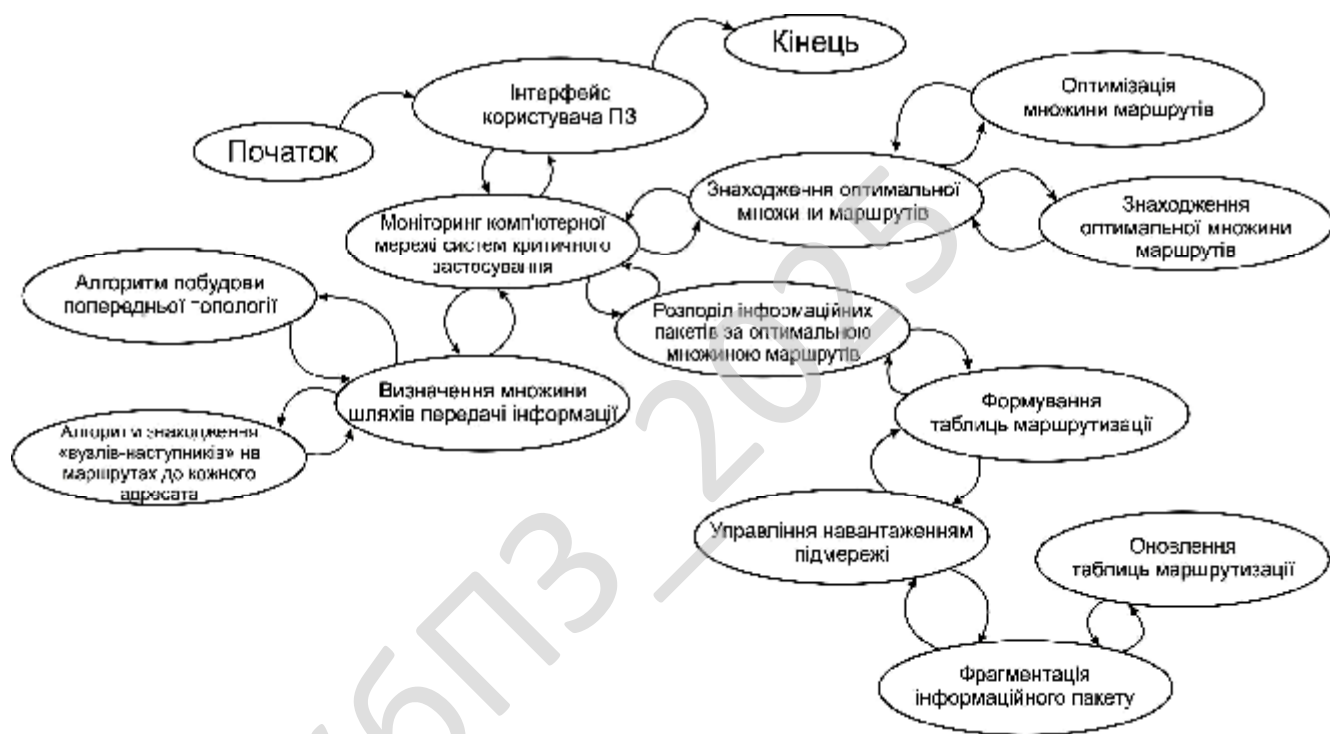 Кінець
Інтерфейс
користувача ПЗ
Початок
Оптимізація
множини маршрутів
Знаходження оптимальної
множини маршрутів
Знаходження
оптимальної множини
маршрутів
Моніторинг комп'ютерної
мережі систем критичного
застосування
Алгоритм побудови
попередньої топології
Розподіл інформаційних
пакетів за оптимальною
множиною маршрутів
Визначення множини
шляхів передачі інформації
Формування
таблиць маршрутизації
Алгоритм знаходження
«вузлів-наступників» на
маршрутах до кожного
адресата
Управління навантаженням
підмережі
Оновлення
таблиць маршрутизації
Фрагментація
інформаційного пакету
бПЗ_2025